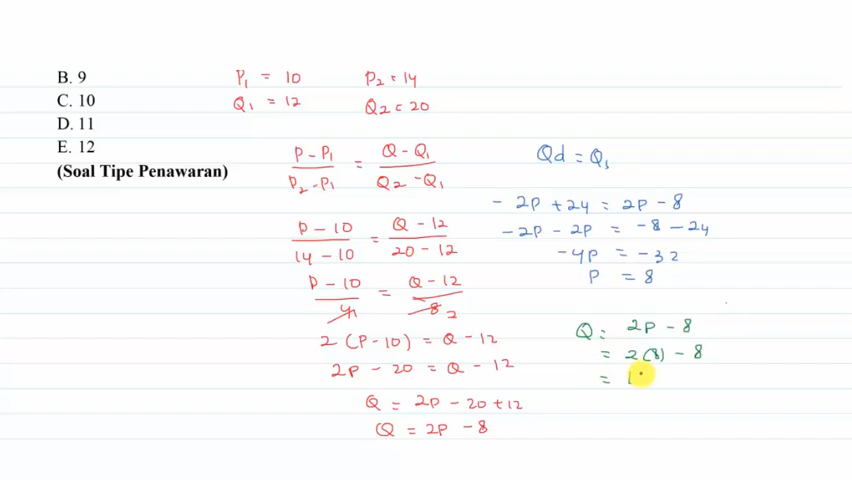 B. 9
C. 10
D. 11
E. 12
(Soal Tipe Penawaran)
P₁ = 10 P₂ = 14
Q₁ = 12 Q₂ = 20
(P - P₁)/(P₂ - P₁) = (Q - Q₁)/(Q₂ - Q₁)
(P - 10)/(14 - 10) = (Q - 12)/(20 - 12)
(P - 10)/4 = (Q - 12)/8 2
2 (P - 10) = Q - 12
2P - 20 = Q - 12
Q = 2P - 20 + 12
Q = 2P - 8
Qd = Qs
- 2P + 24 = 2P - 8
- 2P - 2P = -8 - 24
-4P = -32
P = 8
Q = 2P - 8
= 2(8) - 8
=